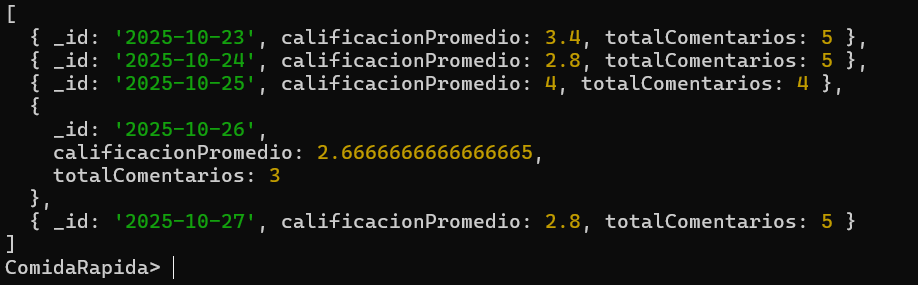 [
  { _id: '2025-10-23', calificacionPromedio: 3.4, totalComentarios: 5 },
  { _id: '2025-10-24', calificacionPromedio: 2.8, totalComentarios: 5 },
  { _id: '2025-10-25', calificacionPromedio: 4, totalComentarios: 4 },
  {
    _id: '2025-10-26',
    calificacionPromedio: 2.6666666666666665,
    totalComentarios: 3
  },
  { _id: '2025-10-27', calificacionPromedio: 2.8, totalComentarios: 5 }
]
ComidaRapida>